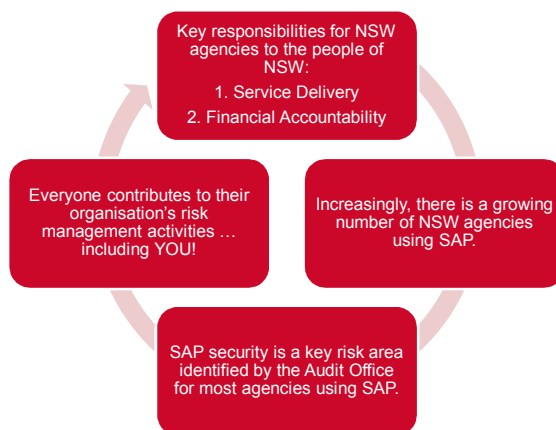 Key responsibilities for NSW
agencies to the people of
NSW:
1. Service Delivery
2. Financial Accountability
Increasingly, there is a growing
number of NSW agencies
using SAP.
SAP security is a key risk area
identified by the Audit Office
for most agencies using SAP.
Everyone contributes to their
organisation's risk
management activities …
including YOU!